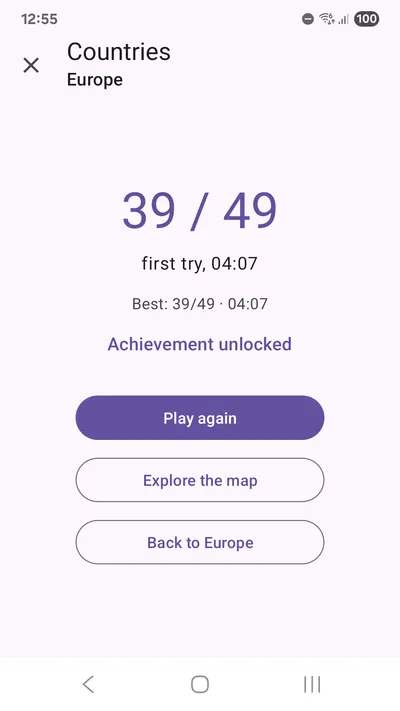 12:55
100
Countries
Europe
39 / 49
first try, 04:07
Best: 39/49 · 04:07
Achievement unlocked
Play again
Explore the map
Back to Europe